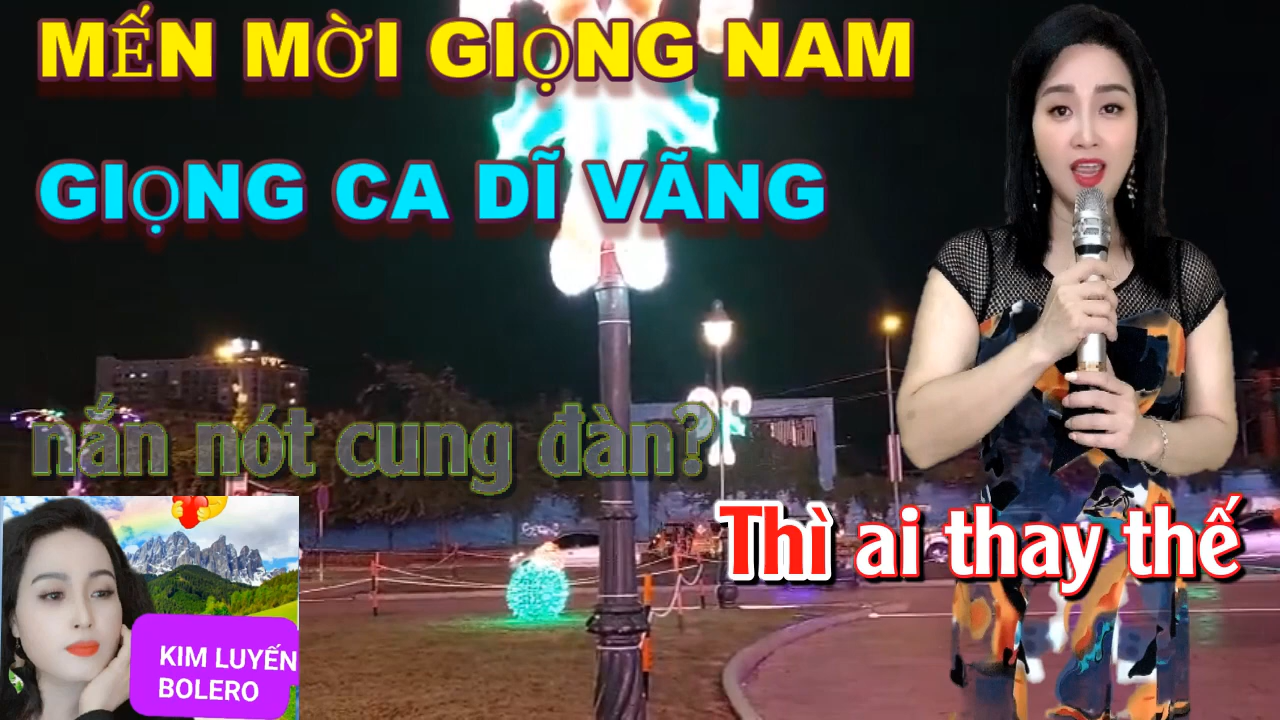 MẾN MỜI GIỌNG NAM
GIỌNG CA DĨ VÃNG
nắn nót cung đàn?
Thì ai thay thế
KIM LUYẾN
BOLERO